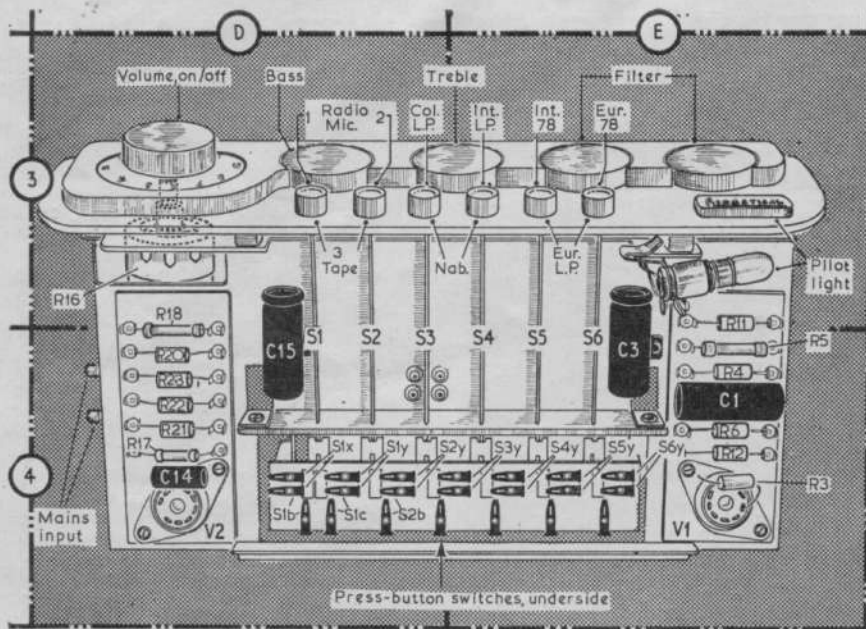 D
E
Volume, on/off
Bass
Treble
Filter
1 Radio 2
Mic.
Col.
L.P.
Int.
L.P.
Int.
78
Eur.
78
3
3
Tape
Nab.
Eur.
L.P.
Pilot
light
R16
R18
R20
R23
R22
R21
R17
C14
V2
C15
S1
S2
S3
S4
S5
S6
C3
R11
R5
R4
C1
R6
R12
R3
V1
4
Mains
input
S1x
S1y
S2y
S3y
S4y
S5y
S6y
S1b
S1c
S2b
Press-button switches, underside